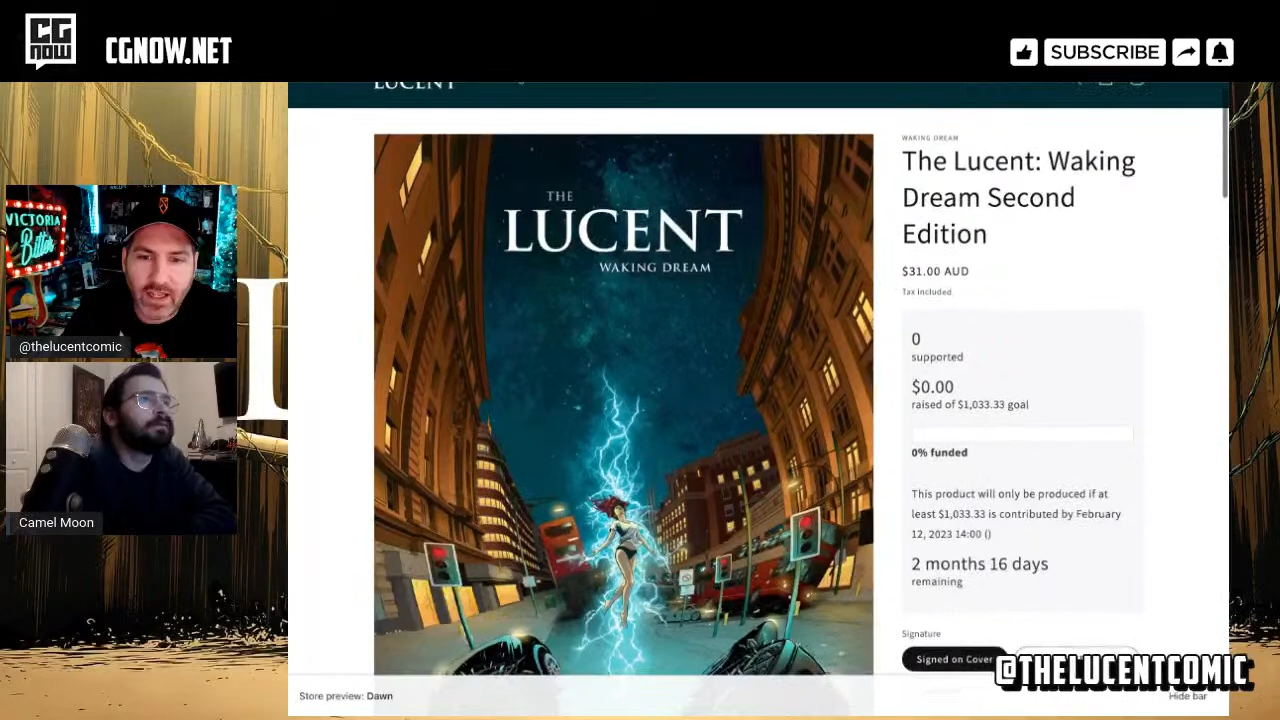 CG
NOW
CGNOW.NET
SUBSCRIBE
LUCENT
VICTORIA
Bitter
@thelucentcomic
Camel Moon
THE
LUCENT
WAKING DREAM
WAKING DREAM
The Lucent: Waking
Dream Second
Edition
$31.00 AUD
Tax included
0
supported
$0.00
raised of $1,033.33 goal
0% funded
This product will only be produced if at
least $1,033.33 is contributed by February
12, 2023 14:00 ()
2 months 16 days
remaining
Signature
Signed on Cover
@THELUCENTCOMIC
Store preview: Dawn
Hide bar